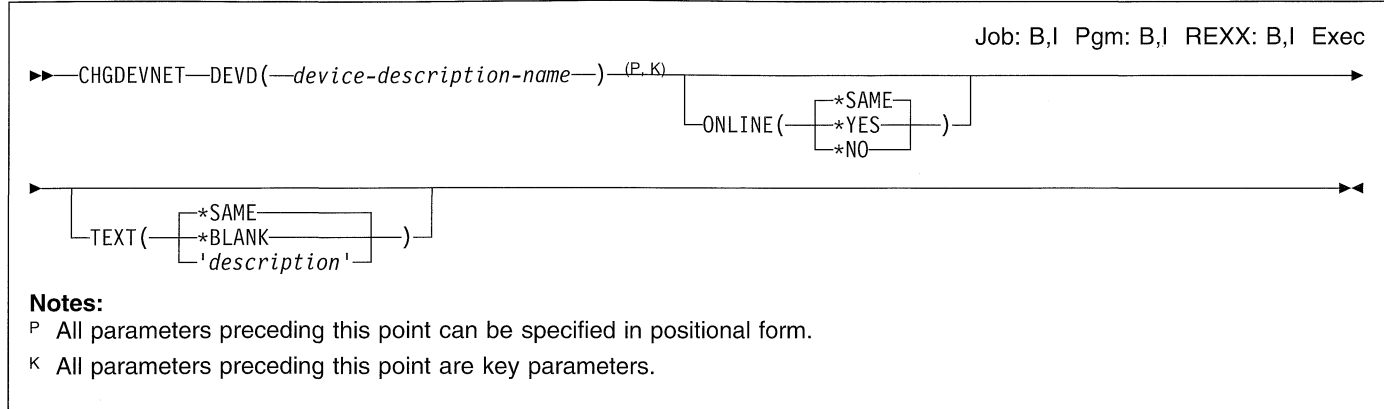 Job: B,I Pgm: B,I REXX: B,I Exec
CHGDEVNET DEVD( device-description-name ) (P, K)
ONLINE( *SAME
*YES )
*NO
TEXT( *SAME
*BLANK )
'description'
Notes:
P All parameters preceding this point can be specified in positional form.
K All parameters preceding this point are key parameters.